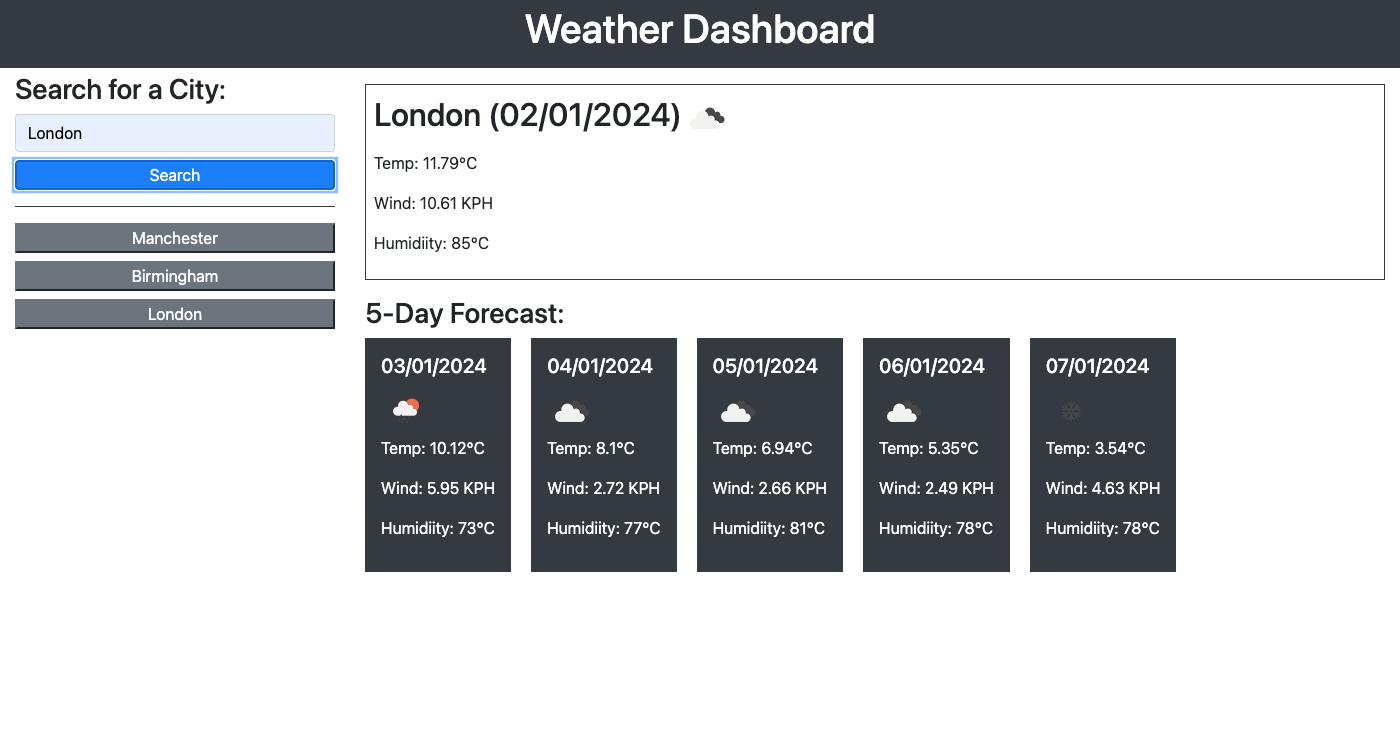 Weather Dashboard
Search for a City:
London
Search
Manchester
Birmingham
London
London (02/01/2024)
Temp: 11.79°C
Wind: 10.61 KPH
Humidiity: 85°C
5-Day Forecast:
03/01/2024
Temp: 10.12°C
Wind: 5.95 KPH
Humidiity: 73°C
04/01/2024
Temp: 8.1°C
Wind: 2.72 KPH
Humidiity: 77°C
05/01/2024
Temp: 6.94°C
Wind: 2.66 KPH
Humidiity: 81°C
06/01/2024
Temp: 5.35°C
Wind: 2.49 KPH
Humidiity: 78°C
07/01/2024
Temp: 3.54°C
Wind: 4.63 KPH
Humidiity: 78°C